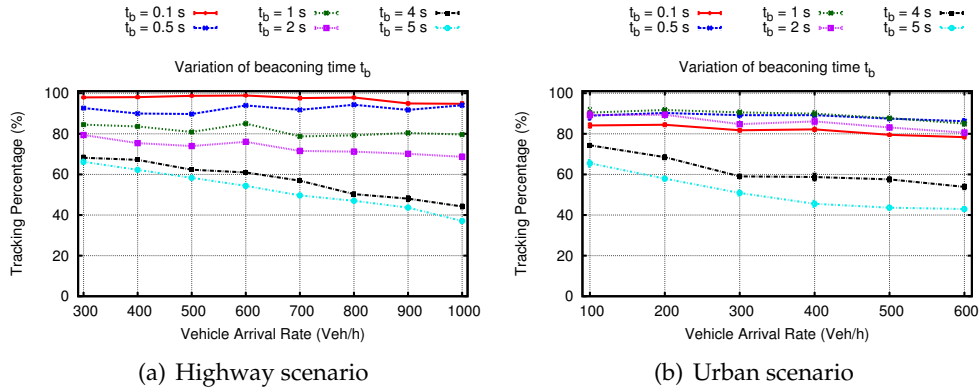 t_b = 0.1 s
t_b = 0.5 s
t_b = 1 s
t_b = 2 s
t_b = 4 s
t_b = 5 s
Variation of beaconing time t_b
Tracking Percentage (%)
100
80
60
40
20
0
300 400 500 600 700 800 900 1000
Vehicle Arrival Rate (Veh/h)
(a) Highway scenario
t_b = 0.1 s
t_b = 0.5 s
t_b = 1 s
t_b = 2 s
t_b = 4 s
t_b = 5 s
Variation of beaconing time t_b
Tracking Percentage (%)
100
80
60
40
20
0
100 200 300 400 500 600
Vehicle Arrival Rate (Veh/h)
(b) Urban scenario